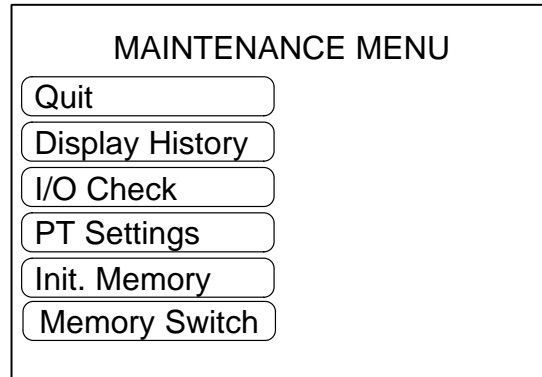 MAINTENANCE MENU
Quit
Display History
I/O Check
PT Settings
Init. Memory
Memory Switch